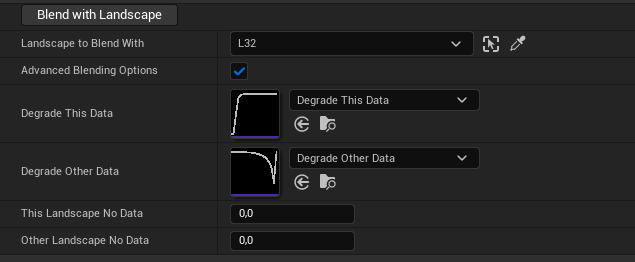 Blend with Landscape
Landscape to Blend With L32
Advanced Blending Options
Degrade This Data Degrade This Data
Degrade Other Data Degrade Other Data
This Landscape No Data 0,0
Other Landscape No Data 0,0